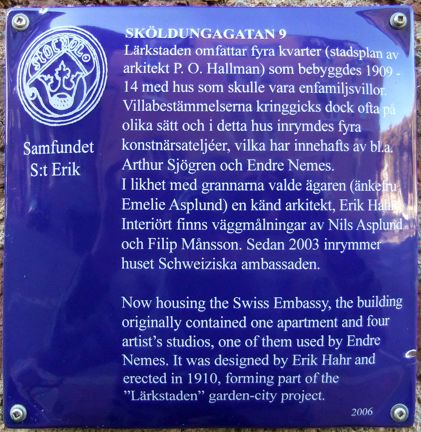 STOCKHOLM
Samfundet
S:t Erik
SKÖLDUNGAGATAN 9
Lärkstaden omfattar fyra kvarter (stadsplan av
arkitekt P. O. Hallman) som bebyggdes 1909 -
14 med hus som skulle vara enfamiljsvillor.
Villabestämmelserna kringgicks dock ofta på
olika sätt och i detta hus inrymdes fyra
konstnärsateljéer, vilka har innehafts av bl.a.
Arthur Sjögren och Endre Nemes.
I likhet med grannarna valde ägaren (änkefru
Emelie Asplund) en känd arkitekt, Erik Hahr.
Interiört finns väggmålningar av Nils Asplund
och Filip Månsson. Sedan 2003 inrymmer
huset Schweiziska ambassaden.
Now housing the Swiss Embassy, the building
originally contained one apartment and four
artist's studios, one of them used by Endre
Nemes. It was designed by Erik Hahr and
erected in 1910, forming part of the
"Lärkstaden" garden-city project.
2006